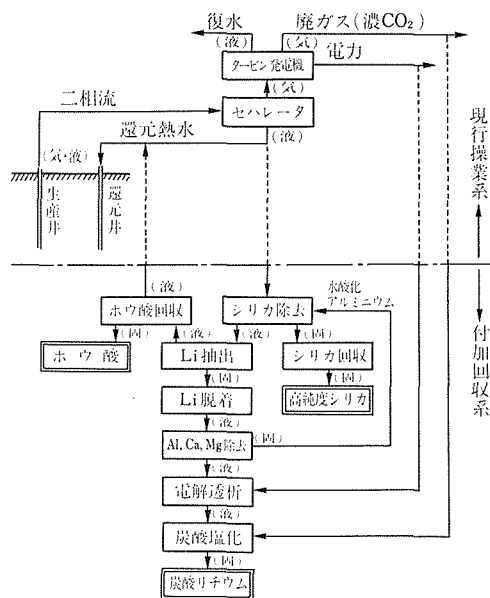 復水
廃ガス(濃CO₂)
(液)
(気)
タービン発電機
電力
(気)
二相流
セパレータ
還元熱水
(液)
(気・液)
生産井
還元井
現行操業系
付加回収系
(液)
水酸化
アルミニウム
ホウ酸回収
シリカ除去
(固)
(液)
(液)
(固)
ホウ酸
Li抽出
シリカ回収
(固)
(固)
Li脱着
高純度シリカ
(液)
Al, Ca, Mg除去
(固)
(液)
電解透析
(液)
炭酸塩化
(固)
炭酸リチウム